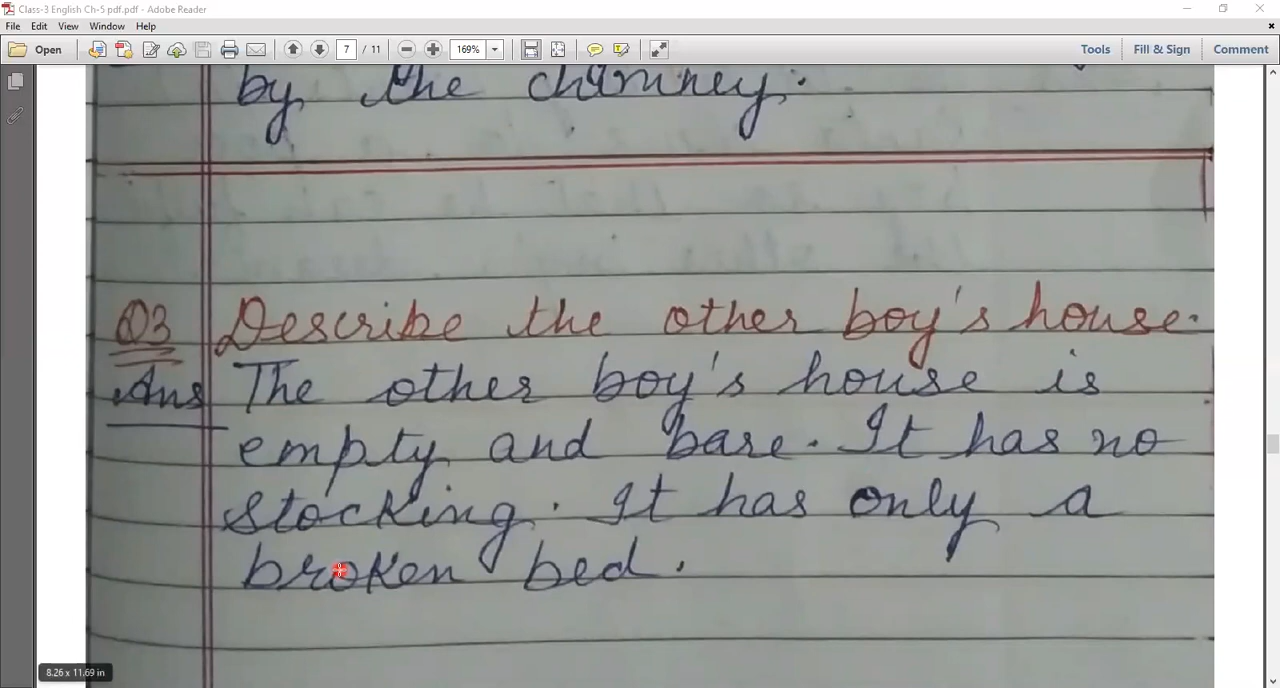 Class-3 English Ch-5 pdf.pdf - Adobe Reader
File Edit View Window Help
Open 7 / 11 169% Tools Fill & Sign Comment
by the chimney.
Q3 Describe the other boy's house.
Ans The other boy's house is
empty and bare. It has no
stocking. It has only a
broken bed.
8.26 x 11.69 in